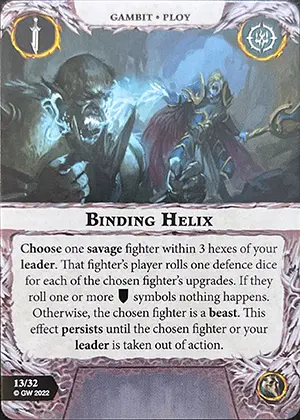 GAMBIT • PLOY
BINDING HELIX
Choose one savage fighter within 3 hexes of your
leader. That fighter's player rolls one defence dice
for each of the chosen fighter's upgrades. If they
roll one or more symbols nothing happens.
Otherwise, the chosen fighter is a beast. This
effect persists until the chosen fighter or your
leader is taken out of action.
13/32
© GW 2022